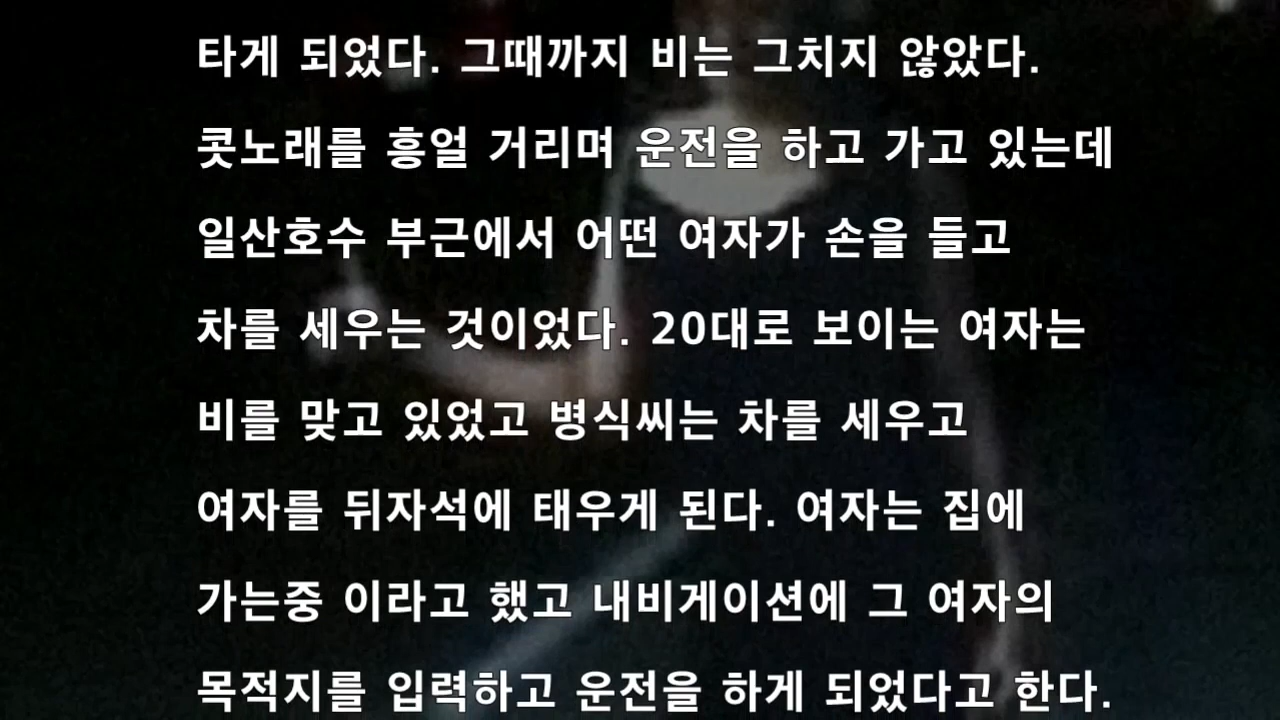 타게 되었다. 그때까지 비는 그치지 않았다.
콧노래를 흥얼 거리며 운전을 하고 가고 있는데
일산호수 부근에서 어떤 여자가 손을 들고
차를 세우는 것이었다. 20대로 보이는 여자는
비를 맞고 있었고 병식씨는 차를 세우고
여자를 뒤자석에 태우게 된다. 여자는 집에
가는중 이라고 했고 내비게이션에 그 여자의
목적지를 입력하고 운전을 하게 되었다고 한다.